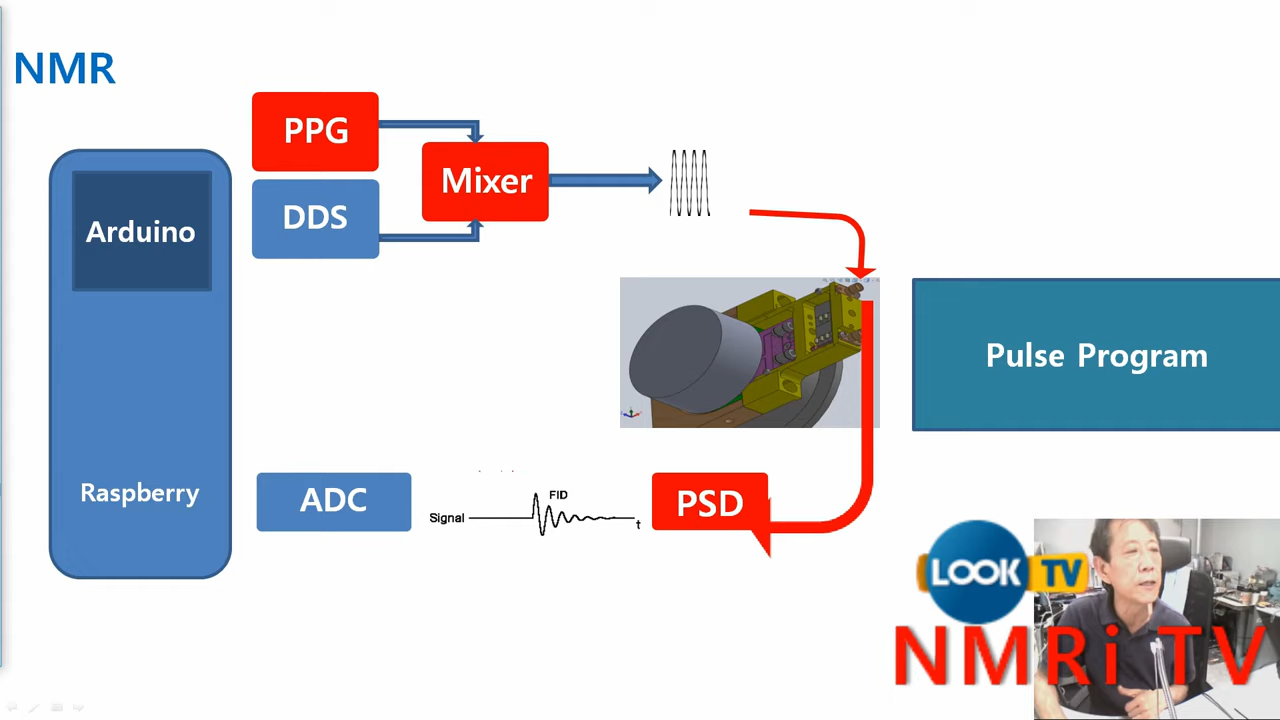 NMR
PPG
Mixer
DDS
Arduino
Pulse Program
Raspberry
ADC
FID
Signal
t
PSD
LOOK TV
NMRi TV